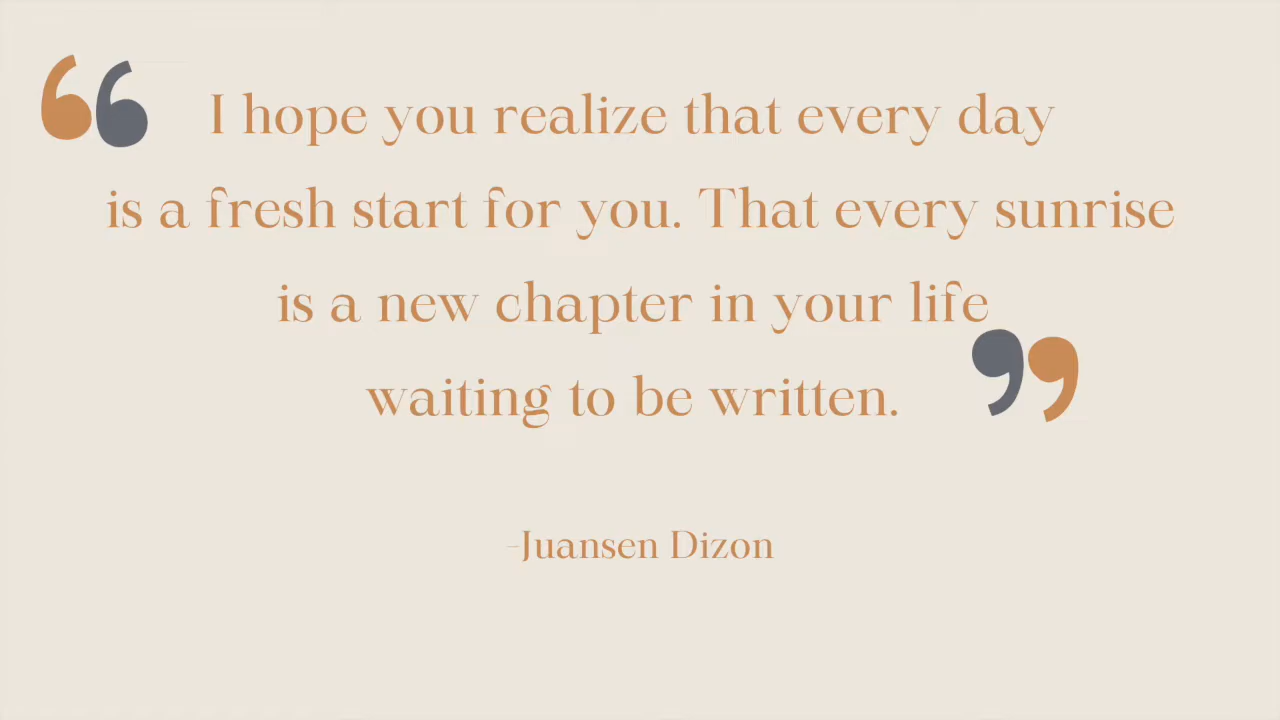 “ I hope you realize that every day
is a fresh start for you. That every sunrise
is a new chapter in your life
waiting to be written. ”
-Juansen Dizon